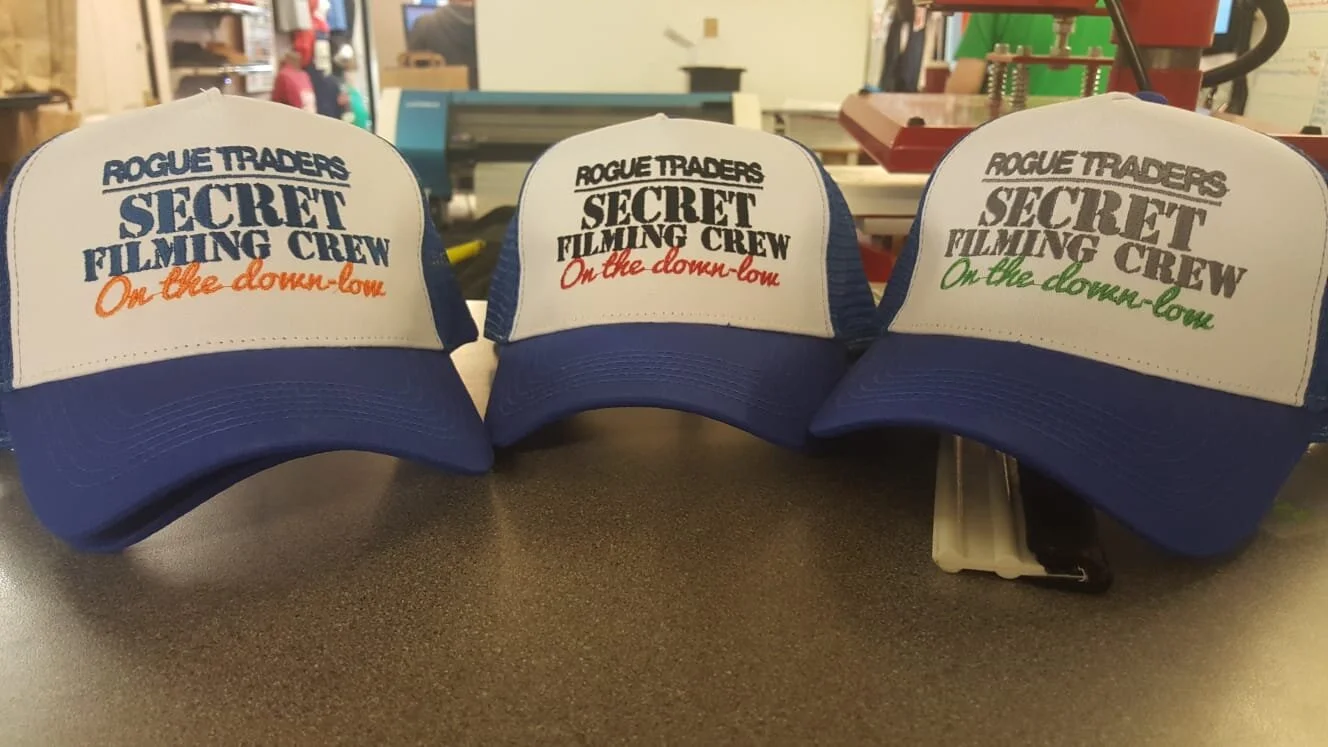 ROGUE TRADERS
SECRET
FILMING CREW
On the down-low
ROGUE TRADERS
SECRET
FILMING CREW
On the down-low
ROGUE TRADERS
SECRET
FILMING CREW
On the down-low